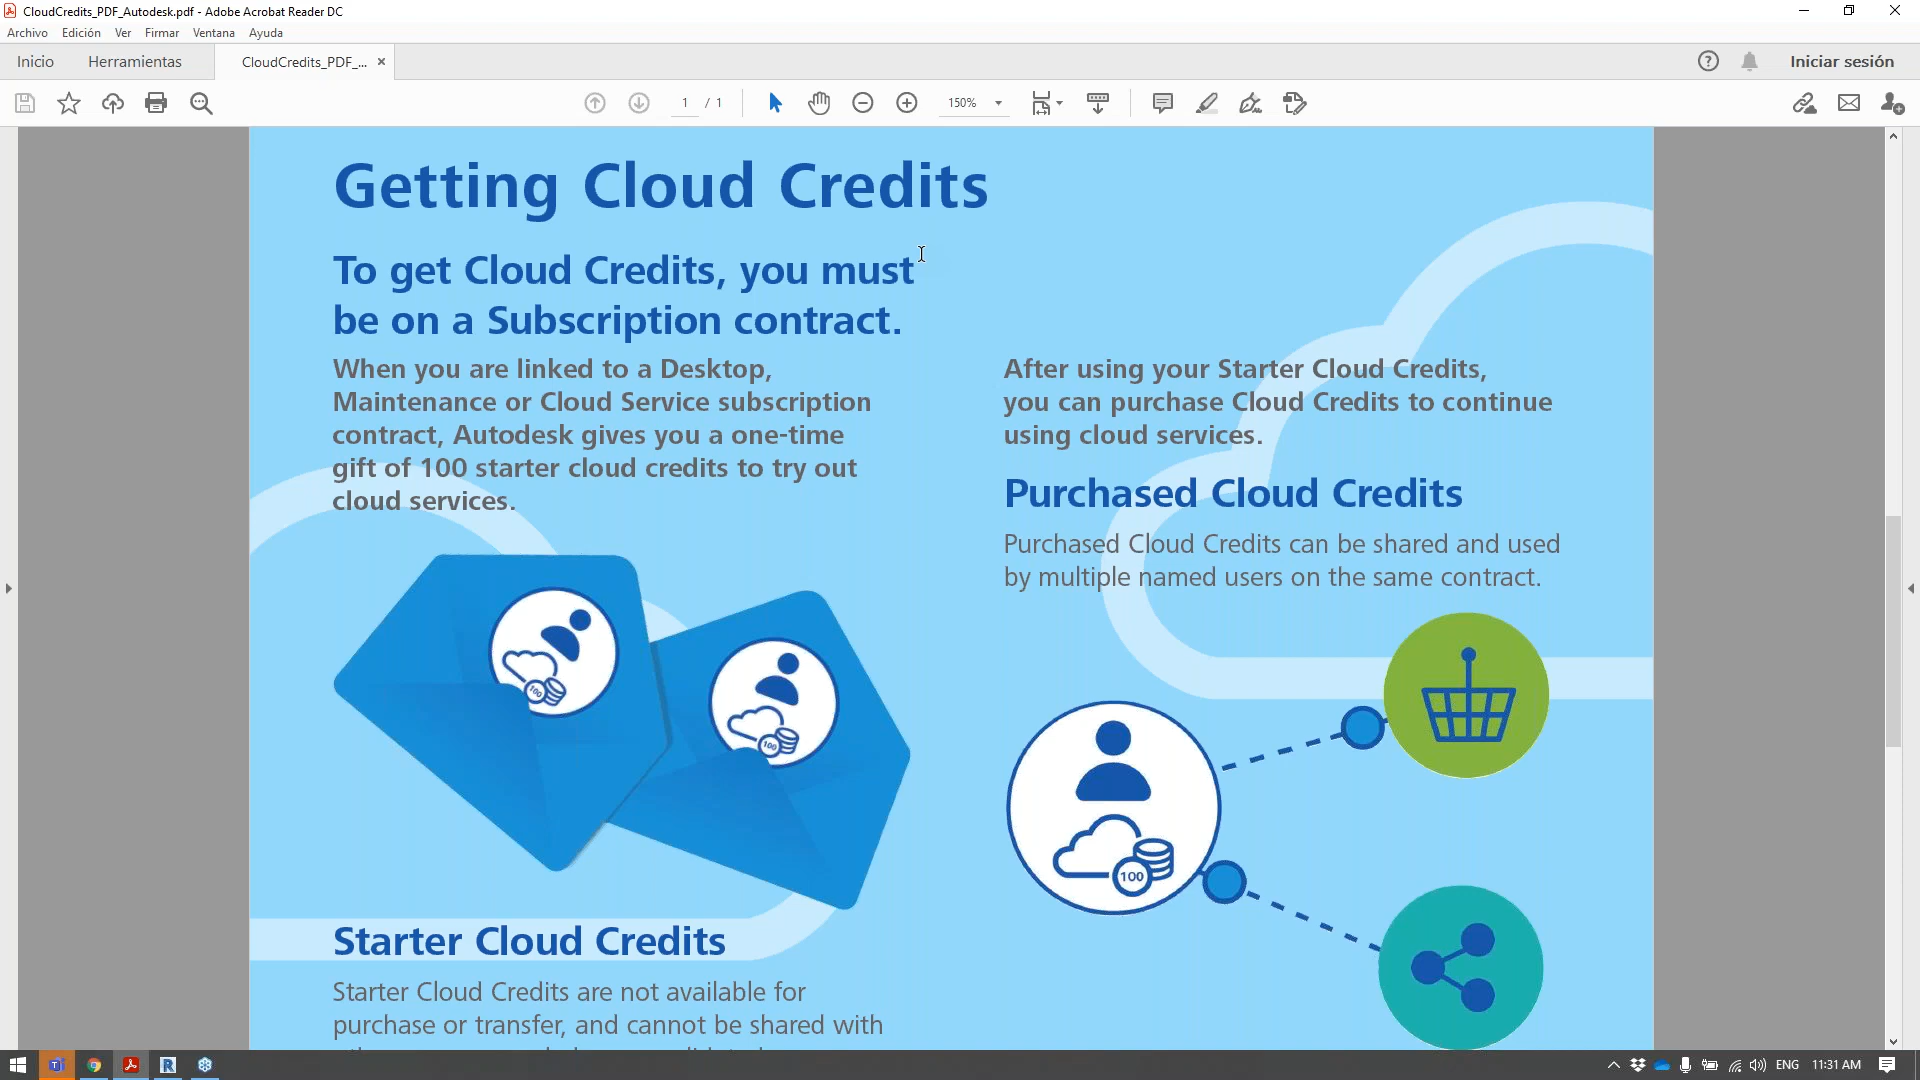 CloudCredits_PDF_Autodesk.pdf - Adobe Acrobat Reader DC
Archivo Edición Ver Firmar Ventana Ayuda
Inicio Herramientas CloudCredits_PDF_... Iniciar sesión
1 / 1 150%
Getting Cloud Credits
To get Cloud Credits, you must
be on a Subscription contract.
When you are linked to a Desktop,
Maintenance or Cloud Service subscription
contract, Autodesk gives you a one-time
gift of 100 starter cloud credits to try out
cloud services.
100
100
Starter Cloud Credits
Starter Cloud Credits are not available for
purchase or transfer, and cannot be shared with
After using your Starter Cloud Credits,
you can purchase Cloud Credits to continue
using cloud services.
Purchased Cloud Credits
Purchased Cloud Credits can be shared and used
by multiple named users on the same contract.
100
ENG 11:31 AM